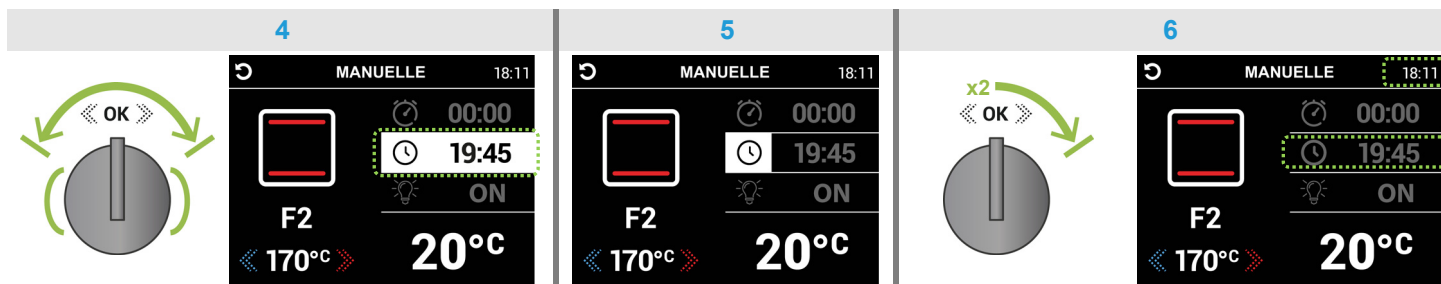 4
5
6
OK
MANUELLE 18:11
00:00
19:45
ON
F2
170°C
20°C
MANUELLE 18:11
00:00
19:45
ON
F2
170°C
20°C
x2
OK
MANUELLE 18:11
00:00
19:45
ON
F2
170°C
20°C